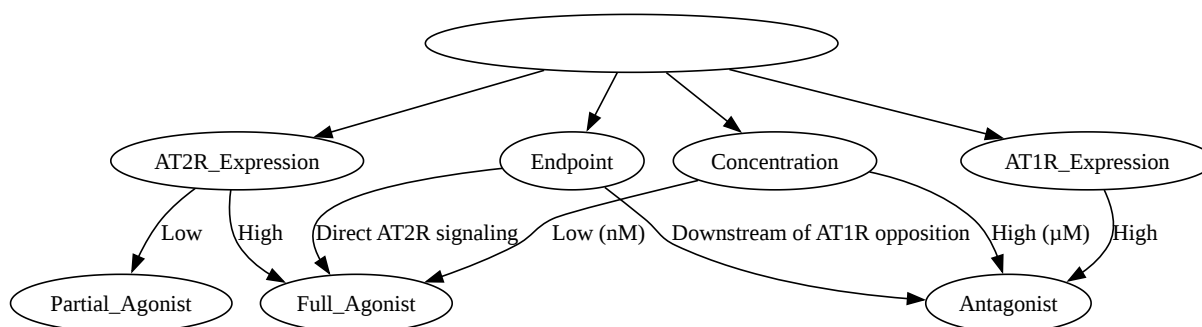 AT2R_Expression
Endpoint
Concentration
AT1R_Expression
Low
High
Direct AT2R signaling
Low (nM)
Downstream of AT1R opposition
High (µM)
High
Partial_Agonist
Full_Agonist
Antagonist